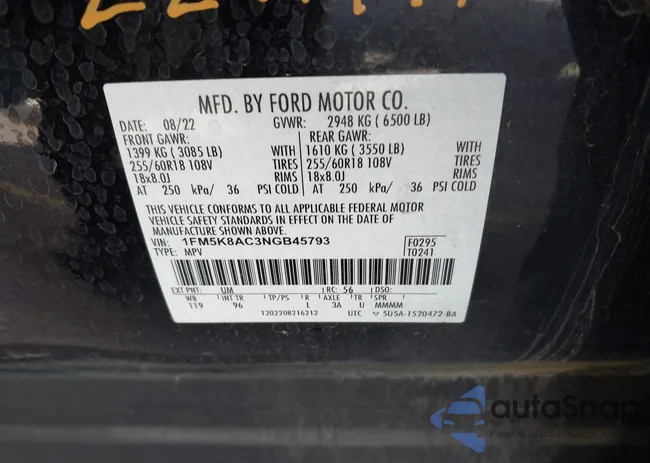 MFD. BY FORD MOTOR CO.
DATE: 08/22 GVWR: 2948 KG ( 6500 LB)
FRONT GAWR: REAR GAWR:
1399 KG ( 3085 LB) WITH 1610 KG ( 3550 LB) WITH
255/60R18 108V TIRES 255/60R18 108V TIRES
18x8.0J RIMS 18x8.0J RIMS
AT 250 kPa/ 36 PSI COLD AT 250 kPa/ 36 PSI COLD
THIS VEHICLE CONFORMS TO ALL APPLICABLE FEDERAL MOTOR
VEHICLE SAFETY STANDARDS IN EFFECT ON THE DATE OF
MANUFACTURE SHOWN ABOVE.
VIN: 1FM5K8AC3NGB45793 F0295
TYPE: MPV T0241
EXT PNT: UM RC: 56 DSO:
WB INT TR TP/PS R AXLE TR SPR
119 96 L 3A U MMMM
1202208216212 UTC SU5A-1520472-BA
autoSnap